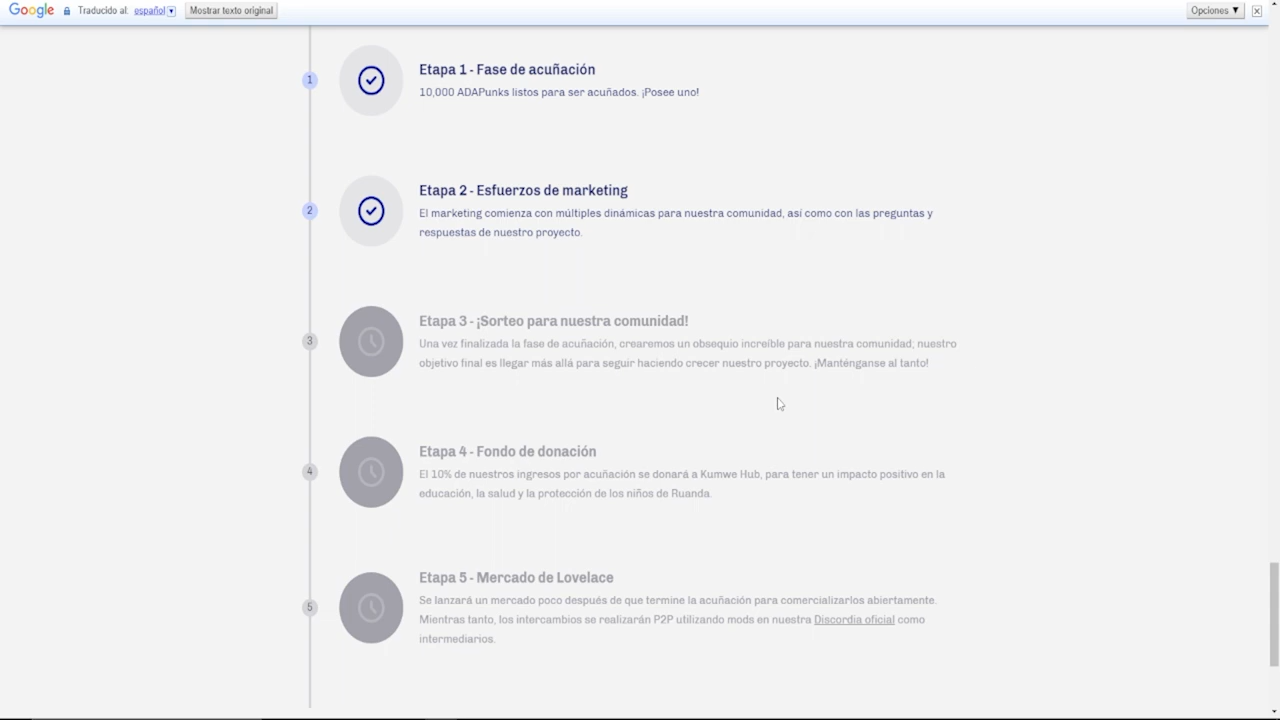 Google Traducido al: español Mostrar texto original Opciones ▼
1
Etapa 1 - Fase de acuñación
10,000 ADAPunks listos para ser acuñados. ¡Posee uno!
2
Etapa 2 - Esfuerzos de marketing
El marketing comienza con múltiples dinámicas para nuestra comunidad, así como con las preguntas y
respuestas de nuestro proyecto.
3
Etapa 3 - ¡Sorteo para nuestra comunidad!
Una vez finalizada la fase de acuñación, crearemos un obsequio increíble para nuestra comunidad; nuestro
objetivo final es llegar más allá para seguir haciendo crecer nuestro proyecto. ¡Manténganse al tanto!
4
Etapa 4 - Fondo de donación
El 10% de nuestros ingresos por acuñación se donará a Kumwe Hub, para tener un impacto positivo en la
educación, la salud y la protección de los niños de Ruanda.
5
Etapa 5 - Mercado de Lovelace
Se lanzará un mercado poco después de que termine la acuñación para comercializarlos abiertamente.
Mientras tanto, los intercambios se realizarán P2P utilizando mods en nuestra Discordia oficial como
intermediarios.